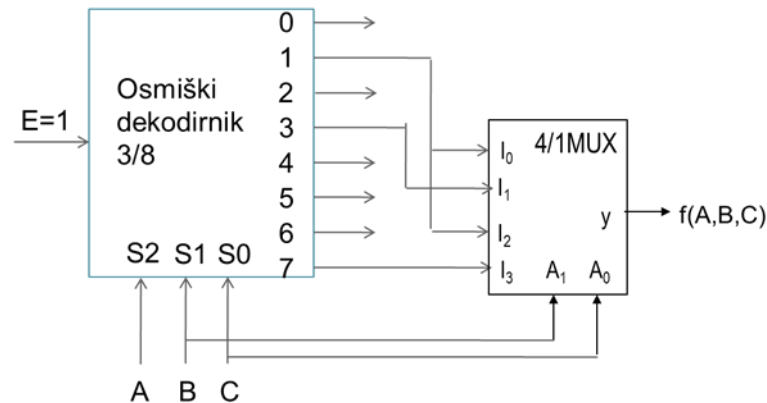 0
1
2
3
4
5
6
7
Osmiški
dekodirnik
3/8
E=1
S2 S1 S0
A B C
4/1MUX
I₀
I₁
I₂
I₃
y
A₁ A₀
f(A,B,C)